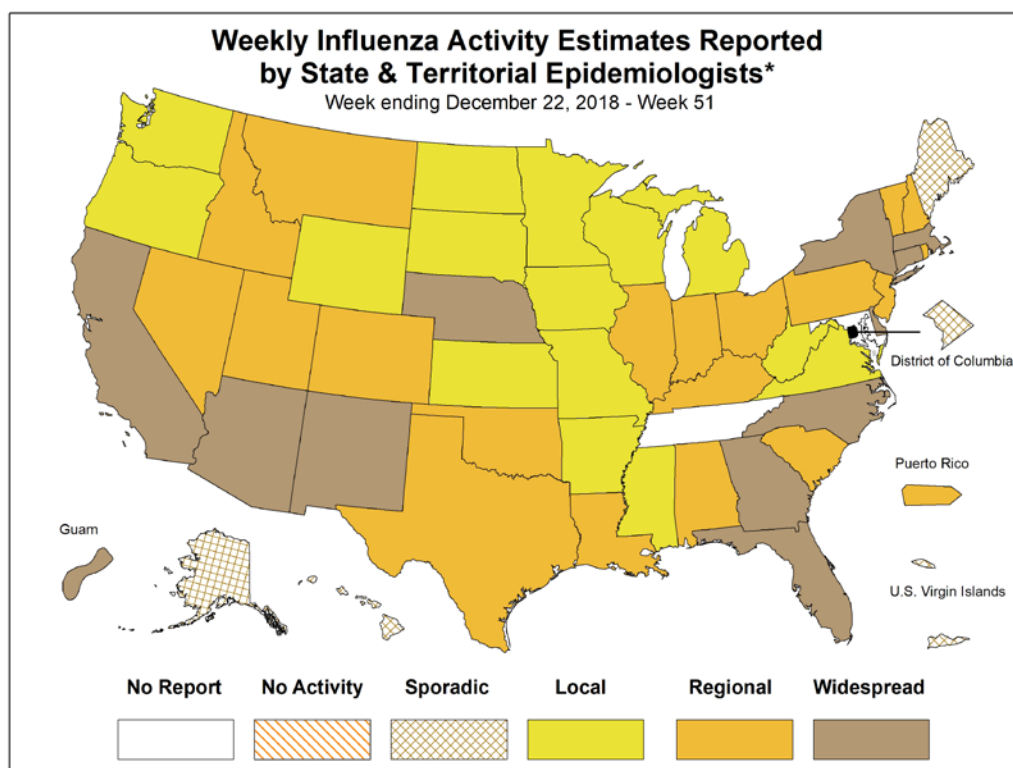 Weekly Influenza Activity Estimates Reported
by State & Territorial Epidemiologists*
Week ending December 22, 2018 - Week 51
District of Columbia
Puerto Rico
Guam
U.S. Virgin Islands
No Report No Activity Sporadic Local Regional Widespread